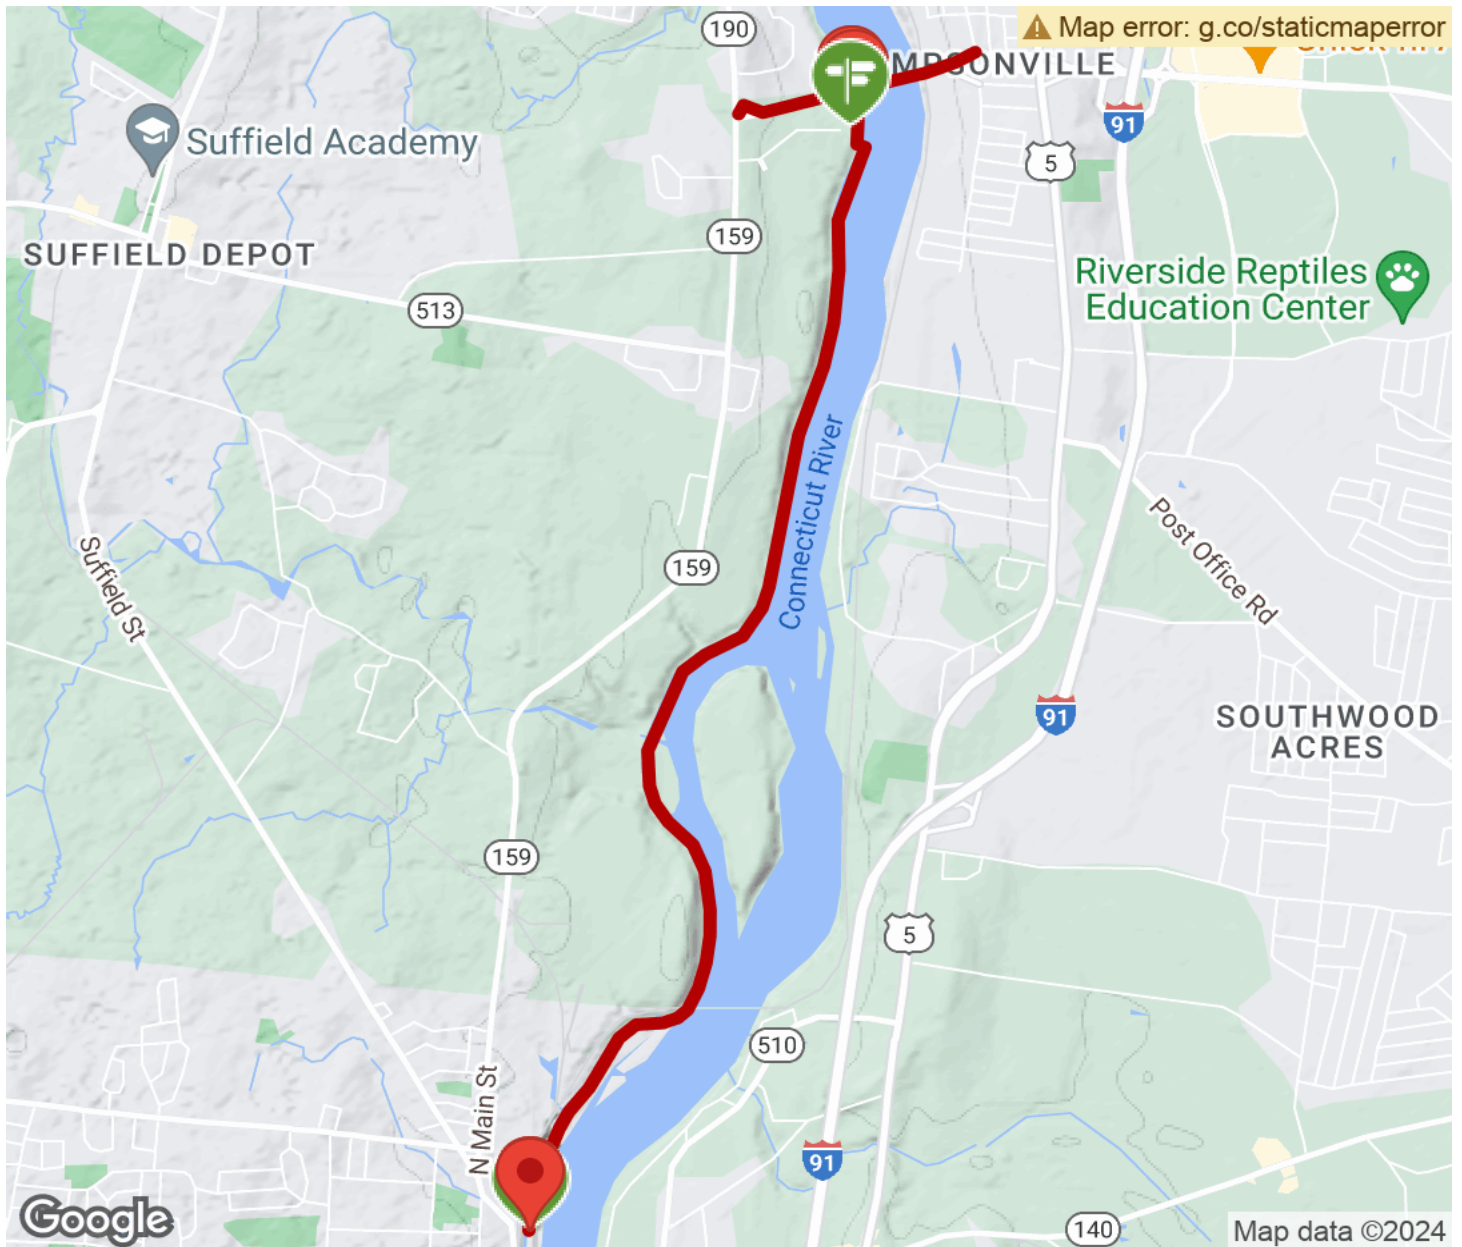 190
Map error: g.co/staticmaperror
MPSONVILLE
91
5
Suffield Academy
159
SUFFIELD DEPOT
513
Riverside Reptiles
Education Center
Connecticut River
Post Office Rd
159
Suffield St
91
SOUTHWOOD
ACRES
159
5
510
N Main St
91
140
Google
Map data ©2024